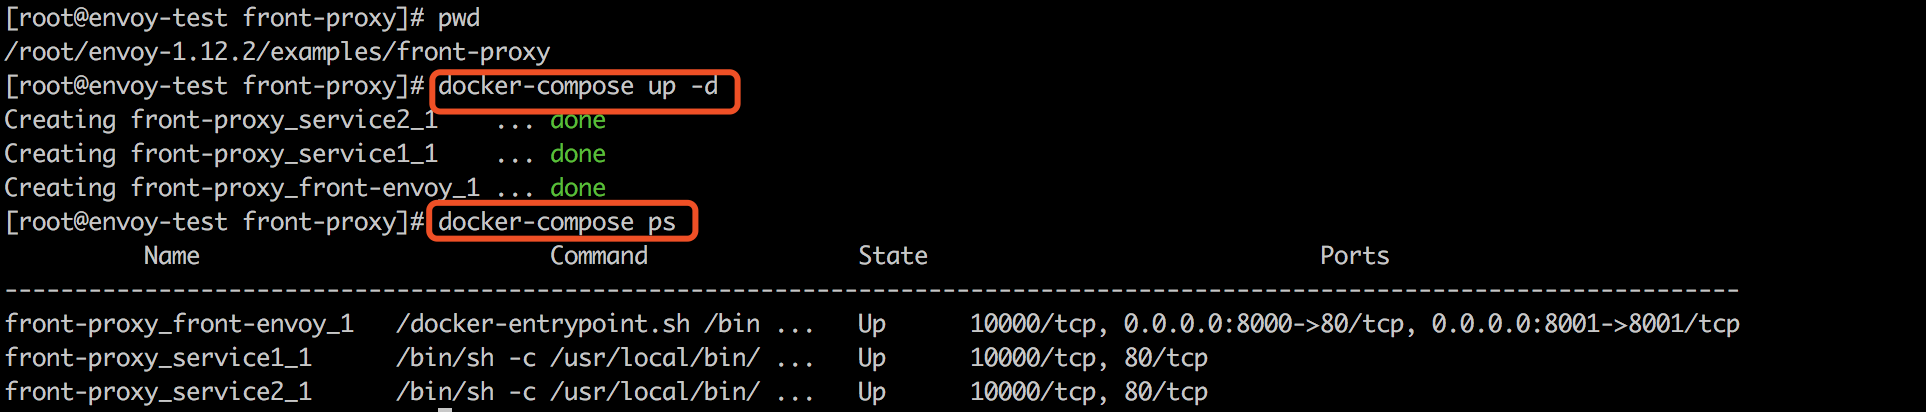 [root@envoy-test front-proxy]# pwd
/root/envoy-1.12.2/examples/front-proxy
[root@envoy-test front-proxy]# docker-compose up -d
Creating front-proxy_service2_1    ... done
Creating front-proxy_service1_1    ... done
Creating front-proxy_front-envoy_1 ... done
[root@envoy-test front-proxy]# docker-compose ps
          Name                         Command               State                            Ports
----------------------------------------------------------------------------------------------------------------------------
front-proxy_front-envoy_1   /docker-entrypoint.sh /bin ...   Up      10000/tcp, 0.0.0.0:8000->80/tcp, 0.0.0.0:8001->8001/tcp
front-proxy_service1_1      /bin/sh -c /usr/local/bin/ ...   Up      10000/tcp, 80/tcp
front-proxy_service2_1      /bin/sh -c /usr/local/bin/ ...   Up      10000/tcp, 80/tcp